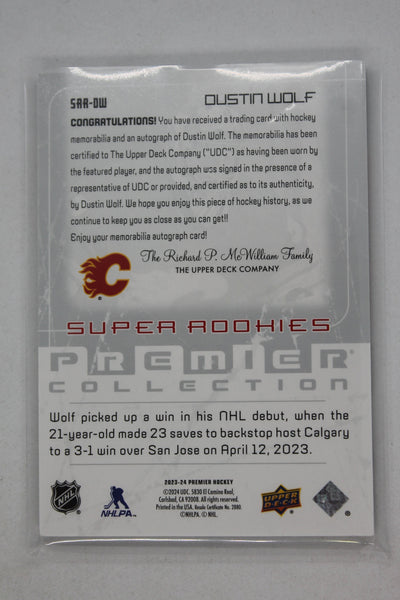 SRR-DW
DUSTIN WOLF
CONGRATULATIONS! You have received a trading card with hockey
memorabilia and an autograph of Dustin Wolf. The memorabilia has been
certified to The Upper Deck Company ("UDC") as having been worn by
the featured player, and the autograph was signed in the presence of a
representative of UDC or provided, and certified as to its authenticity,
by Dustin Wolf. We hope you enjoy this piece of hockey history, as we
continue to keep you as close as you can get!!
Enjoy your memorabilia autograph card!
The Richard P. McWilliam Family
THE UPPER DECK COMPANY
SUPER ROOKIES
PREMIER
COLLECTION
Wolf picked up a win in his NHL debut, when the
21-year-old made 23 saves to backstop host Calgary
to a 3-1 win over San Jose on April 12, 2023.
2023-24 PREMIER HOCKEY
©2024 UDC. 5830 El Camino Real,
Carlsbad, CA 92008. All rights reserved.
Printed in the USA. Resale Certificate No. 2080.
©NHLPA. © NHL.
NHL
NHLPA
UPPER
DECK